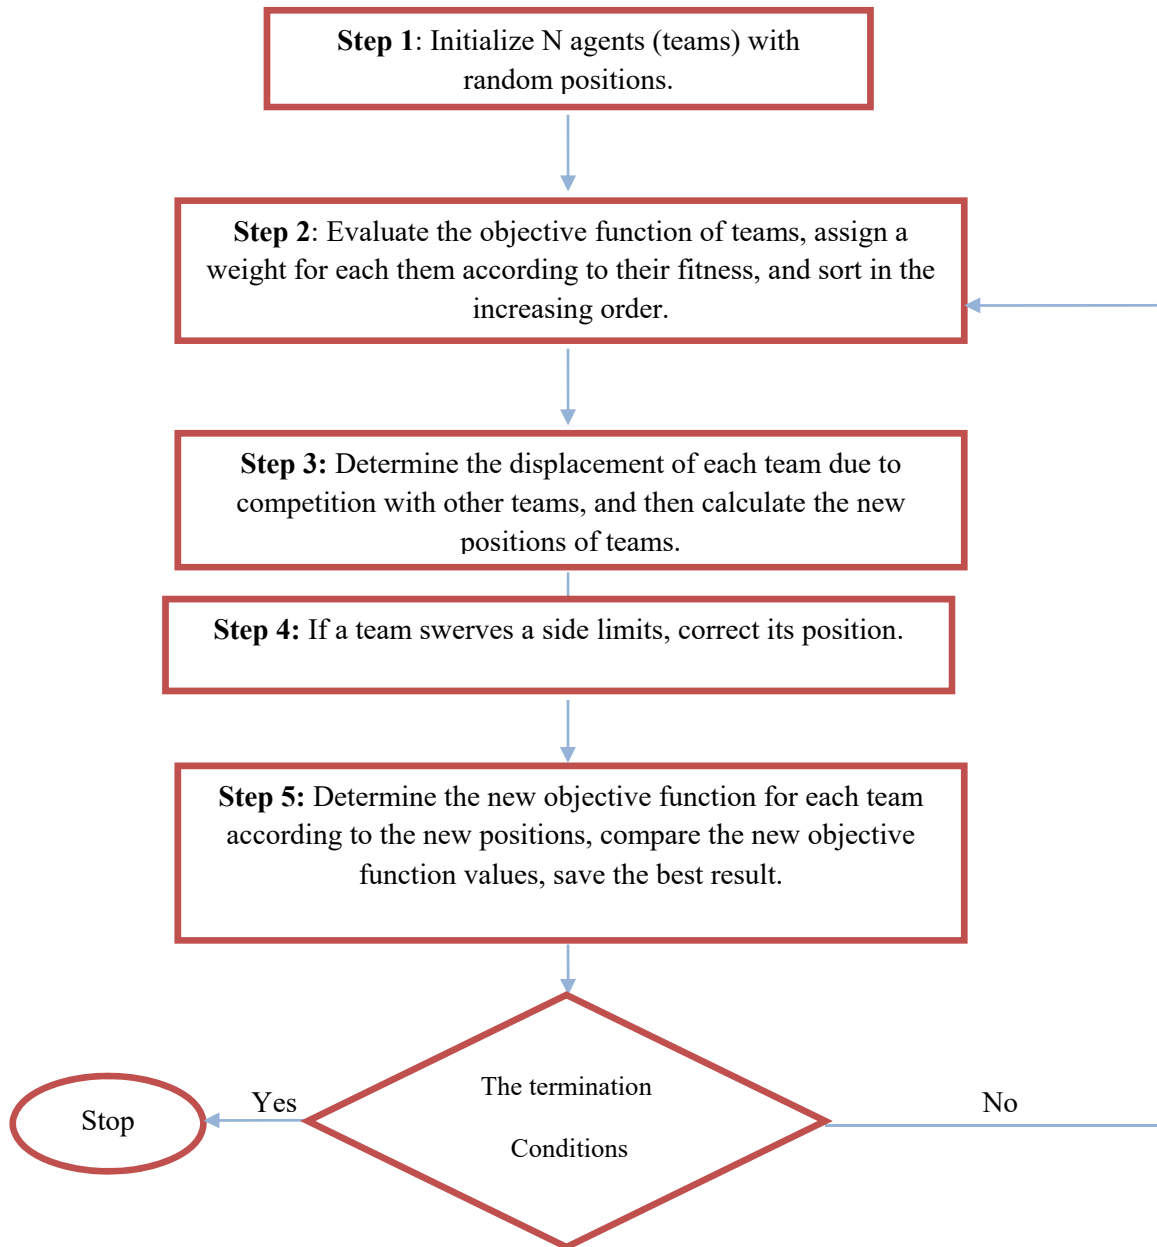 Step 1: Initialize N agents (teams) with
random positions.
Step 2: Evaluate the objective function of teams, assign a
weight for each them according to their fitness, and sort in the
increasing order.
Step 3: Determine the displacement of each team due to
competition with other teams, and then calculate the new
positions of teams.
Step 4: If a team swerves a side limits, correct its position.
Step 5: Determine the new objective function for each team
according to the new positions, compare the new objective
function values, save the best result.
The termination
Conditions
Yes
Stop
No